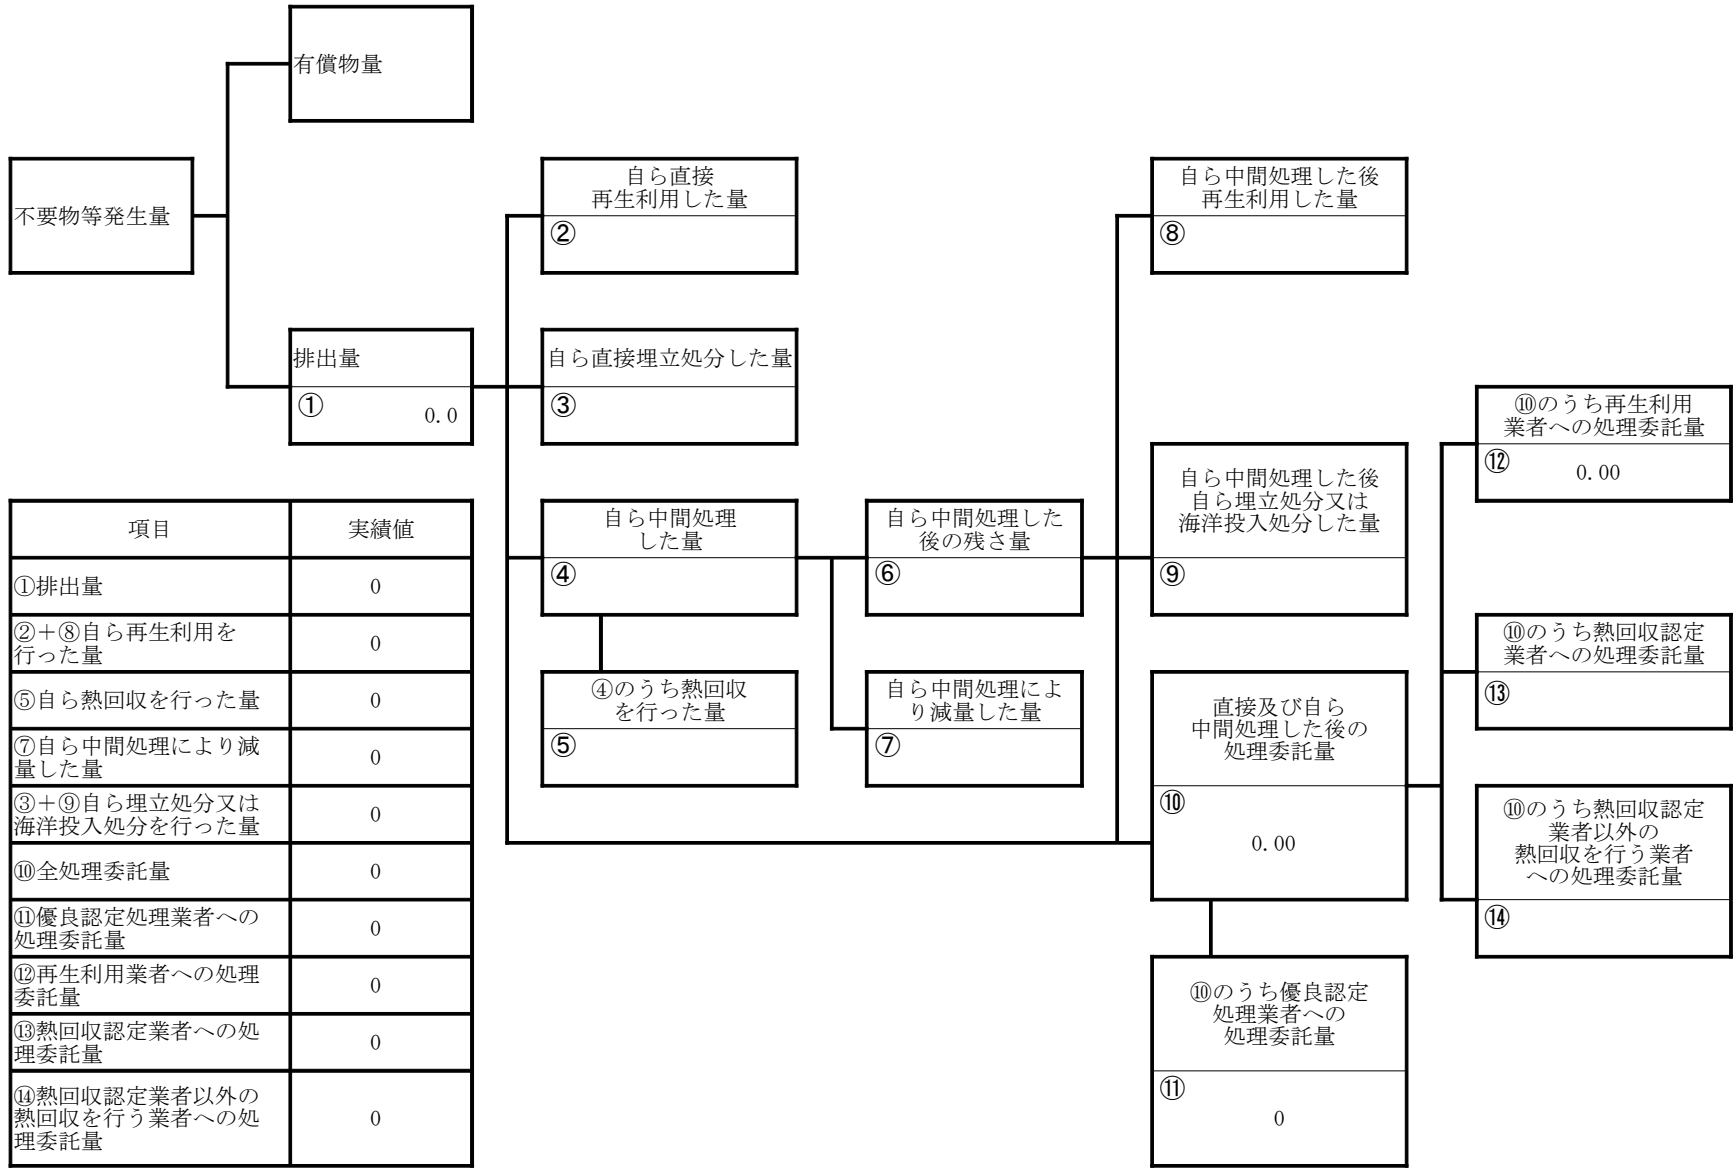 有償物量
不要物等発生量
自ら直接
再生利用した量
②
自ら中間処理した後
再生利用した量
⑧
排出量
①
0.0
自ら直接埋立処分した量
③
⑩のうち再生利用
業者への処理委託量
⑫
0.00
自ら中間処理
した量
④
自ら中間処理した
後の残さ量
⑥
自ら中間処理した後
自ら埋立処分又は
海洋投入処分した量
⑨
⑩のうち熱回収認定
業者への処理委託量
⑬
④のうち熱回収
を行った量
⑤
自ら中間処理によ
り減量した量
⑦
直接及び自ら
中間処理した後の
処理委託量
⑩
0.00
⑩のうち熱回収認定
業者以外の
熱回収を行う業者
への処理委託量
⑭
⑩のうち優良認定
処理業者への
処理委託量
⑪
0
項目 実績値
①排出量 0
②＋⑧自ら再生利用を
行った量 0
⑤自ら熱回収を行った量 0
⑦自ら中間処理により減
量した量 0
③＋⑨自ら埋立処分又は
海洋投入処分を行った量 0
⑩全処理委託量 0
⑪優良認定処理業者への
処理委託量 0
⑫再生利用業者への処理
委託量 0
⑬熱回収認定業者への処
理委託量 0
⑭熱回収認定業者以外の
熱回収を行う業者への処
理委託量 0